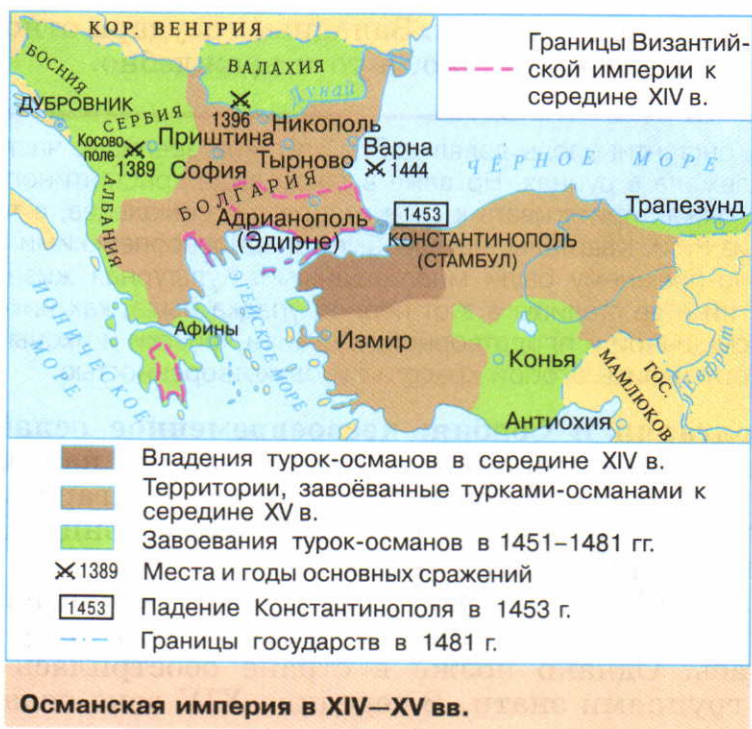 КОР. ВЕНГРИЯ
БОСНИЯ
ВАЛАХИЯ
Дунай
ДУБРОВНИК
СЕРБИЯ
1396
Никополь
Косово
поле
1389
Приштина
Варна
1444
София
Тырново
ЧЁРНОЕ МОРЕ
АЛБАНИЯ
БОЛГАРИЯ
Трапезунд
Адрианополь
(Эдирне)
1453
КОНСТАНТИНОПОЛЬ
(СТАМБУЛ)
ИОНИЧЕСКОЕ
МОРЕ
ЭГЕЙСКОЕ МОРЕ
Афины
Измир
Конья
ГОС.
МАМЛЮКОВ
Евфрат
Антиохия
Границы Византий-
ской империи к
середине XIV в.
Владения турок-османов в середине XIV в.
Территории, завоёванные турками-османами к
середине XV в.
Завоевания турок-османов в 1451–1481 гг.
1389 Места и годы основных сражений
1453 Падение Константинополя в 1453 г.
Границы государств в 1481 г.
Османская империя в XIV–XV вв.